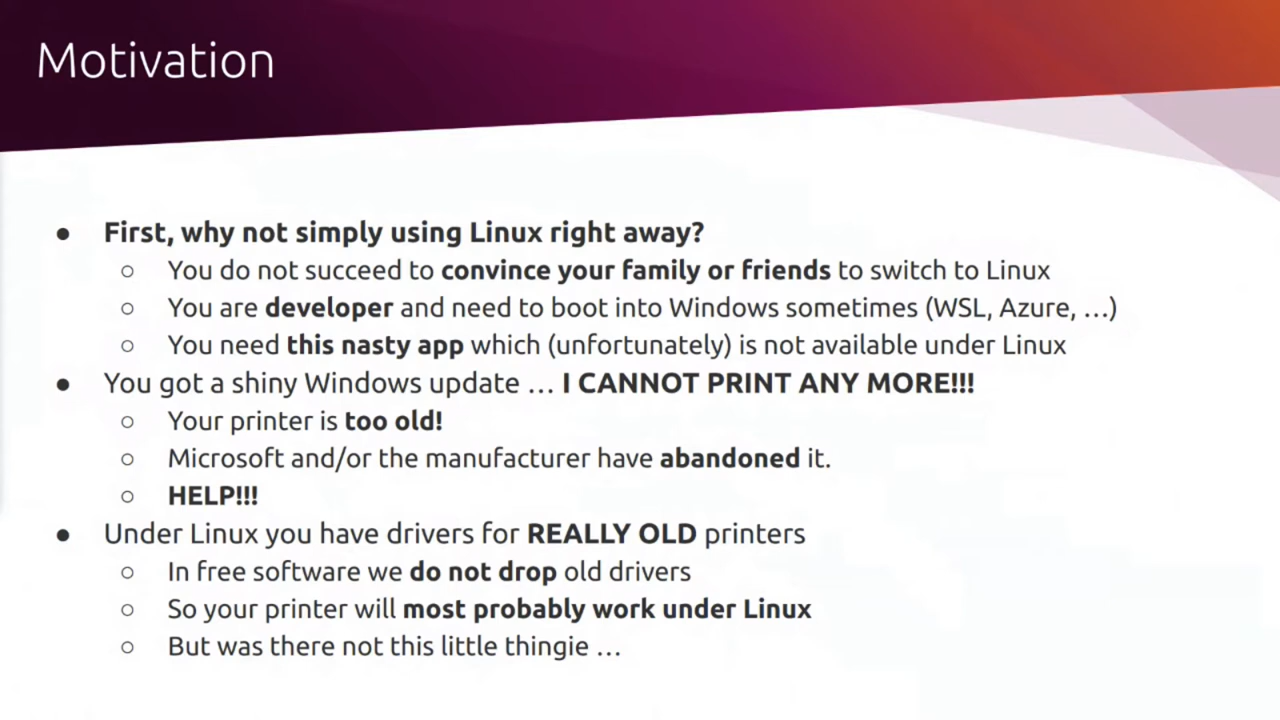 Motivation
● First, why not simply using Linux right away?
○ You do not succeed to convince your family or friends to switch to Linux
○ You are developer and need to boot into Windows sometimes (WSL, Azure, …)
○ You need this nasty app which (unfortunately) is not available under Linux
● You got a shiny Windows update … I CANNOT PRINT ANY MORE!!!
○ Your printer is too old!
○ Microsoft and/or the manufacturer have abandoned it.
○ HELP!!!
● Under Linux you have drivers for REALLY OLD printers
○ In free software we do not drop old drivers
○ So your printer will most probably work under Linux
○ But was there not this little thingie …